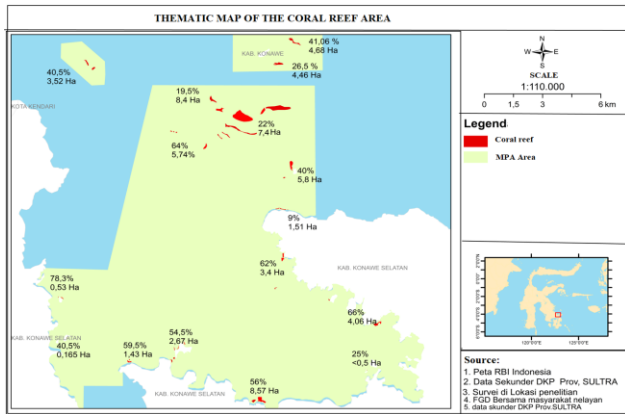 THEMATIC MAP OF THE CORAL REEF AREA
41,06 %
4,68 Ha
KAB. KONAWE
26,5 %
4,46 Ha
40,5%
3,52 Ha
KOTA KENDARI
19,5%
8,4 Ha
22%
7,4 Ha
64%
5,74%
40%
5,8 Ha
9%
1,51 Ha
62%
3,4 Ha
KAB. KONAWE SELATAN
78,3%
0,53 Ha
66%
4,06 Ha
KAB. KONAWE SELATAN
40,5%
0,165 Ha
59,5%
1,43 Ha
54,5%
2,67 Ha
25%
<0,5 Ha
56%
8,57 Ha
KAB. KONAWE SELATAN
N
W E
S
SCALE
1:110.000
0 1,5 3 6 km
Legend
Coral reef
MPA Area
120°0'0"E 125°0'0"E
Source:
1. Peta RBI Indonesia
2. Data Sekunder DKP Prov, SULTRA
3. Survei di Lokasi penelitian
4. FGD Bersama masyarakat nelayan
5. data skunder DKP Prov.SULTRA